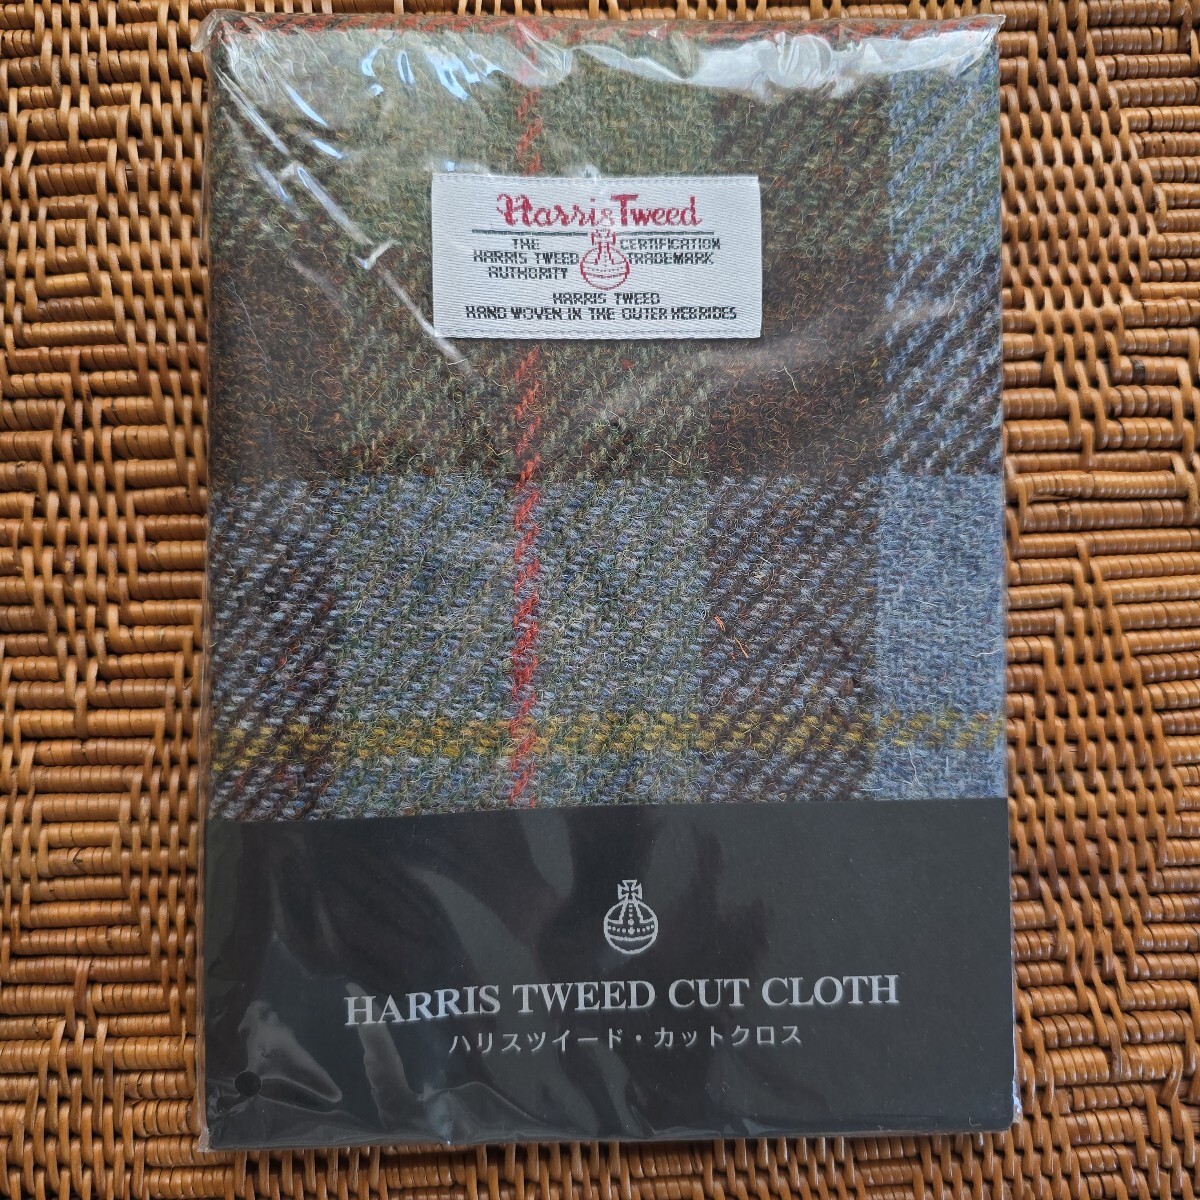 Harris Tweed
THE CERTIFICATION
HARRIS TWEED TRADEMARK
AUTHORITY
HARRIS TWEED
HAND WOVEN IN THE OUTER HEBRIDES
HARRIS TWEED CUT CLOTH
ハリスツイード・カットクロス